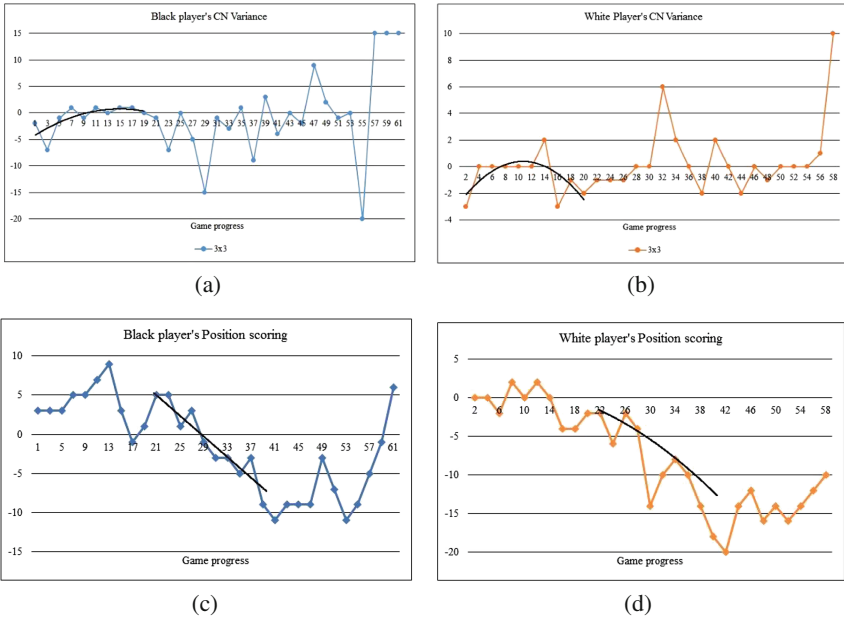 Black player's CN Variance
15
10
5
0
-5
-10
-15
-20
1 3 5 7 9 11 13 15 17 19 21 23 25 27 29 31 33 35 37 39 41 43 45 47 49 51 53 55 57 59 61
Game progress
3x3
(a)
White Player's CN Variance
10
8
6
4
2
0
-2
-4
2 4 6 8 10 12 14 16 18 20 22 24 26 28 30 32 34 36 38 40 42 44 46 48 50 52 54 56 58
Game progress
3x3
(b)
Black player's Position scoring
10
5
0
-5
-10
-15
1 5 9 13 17 21 25 29 33 37 41 45 49 53 57 61
Game progress
(c)
White player's Position scoring
5
0
-5
-10
-15
-20
2 6 10 14 18 22 26 30 34 38 42 46 50 54 58
Game progress
(d)